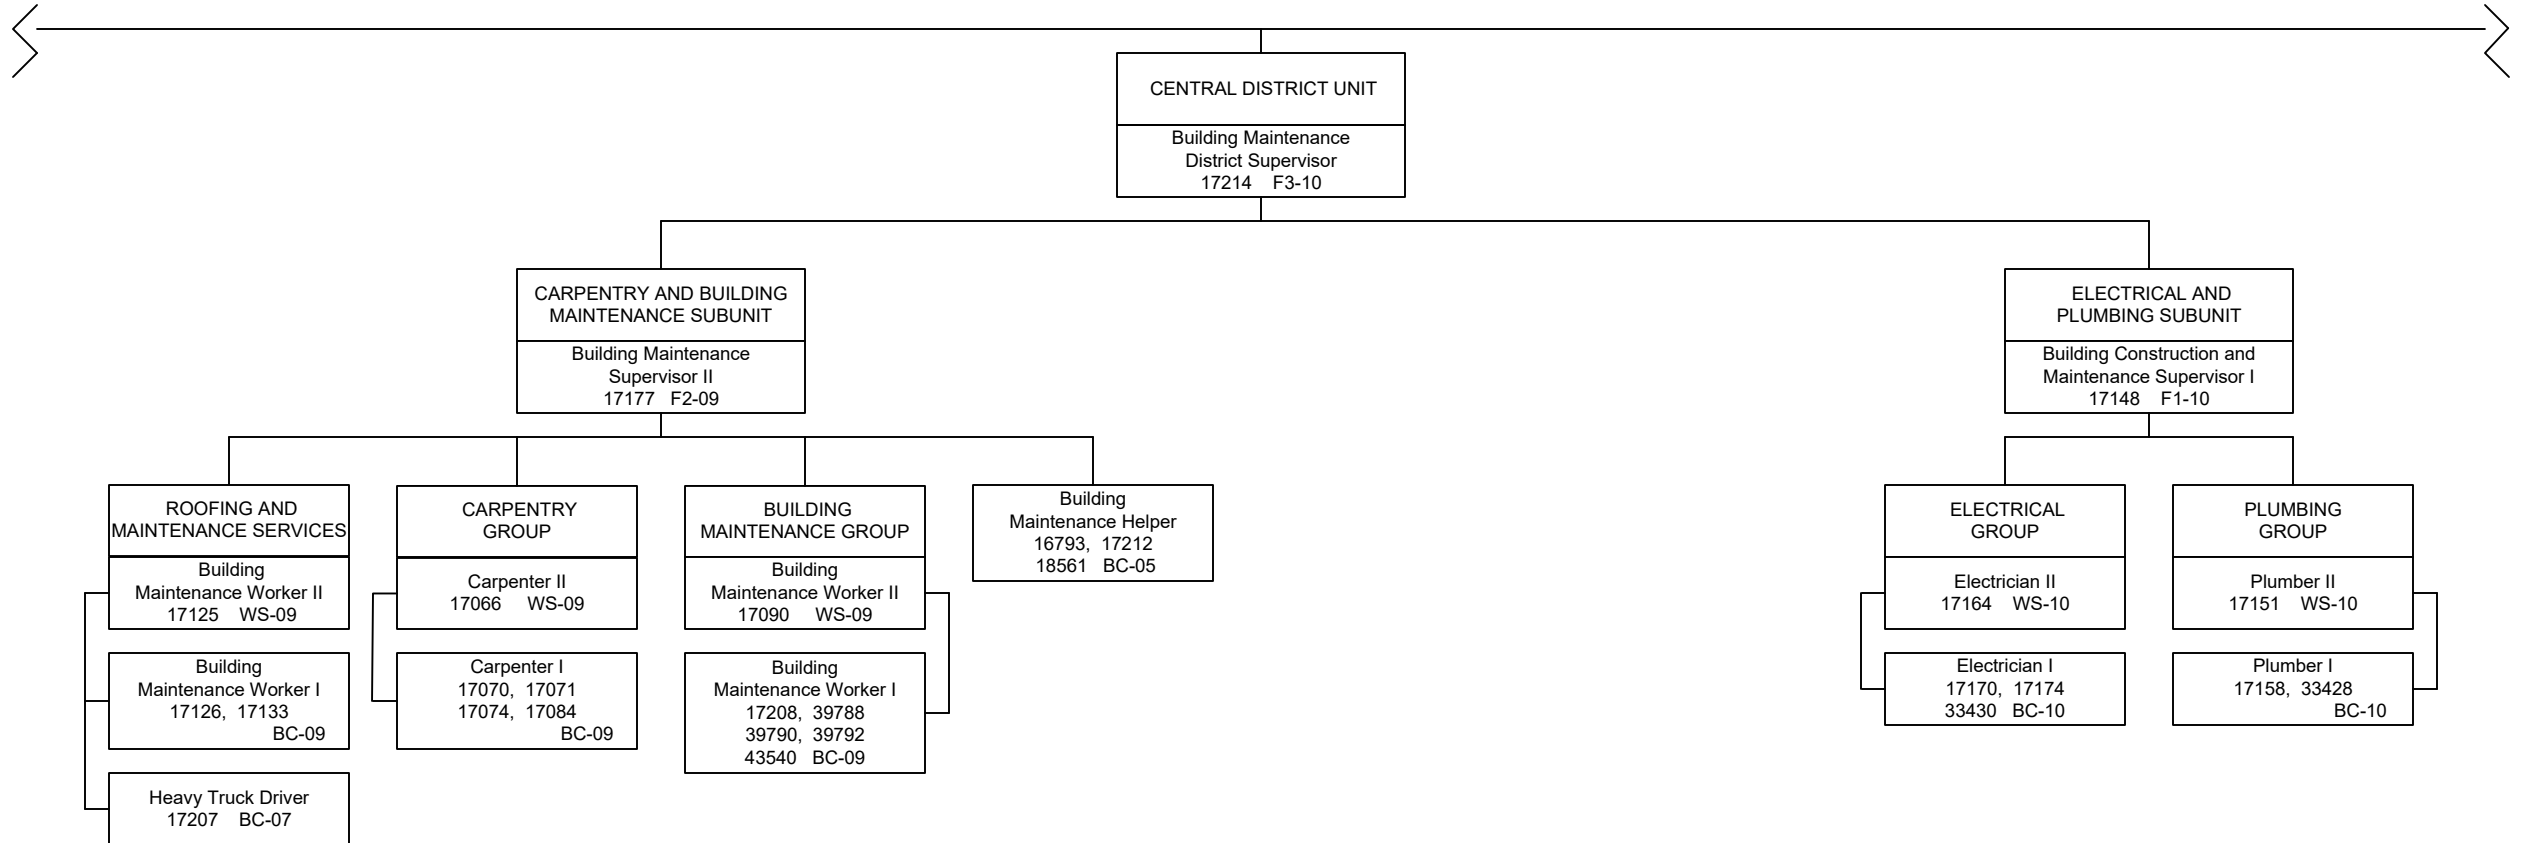 CENTRAL DISTRICT UNIT
Building Maintenance
District Supervisor
17214 F3-10
CARPENTRY AND BUILDING
MAINTENANCE SUBUNIT
Building Maintenance
Supervisor II
17177 F2-09
ELECTRICAL AND
PLUMBING SUBUNIT
Building Construction and
Maintenance Supervisor I
17148 F1-10
ROOFING AND
MAINTENANCE SERVICES
Building
Maintenance Worker II
17125 WS-09
Building
Maintenance Worker I
17126, 17133
BC-09
Heavy Truck Driver
17207 BC-07
CARPENTRY
GROUP
Carpenter II
17066 WS-09
Carpenter I
17070, 17071
17074, 17084
BC-09
BUILDING
MAINTENANCE GROUP
Building
Maintenance Worker II
17090 WS-09
Building
Maintenance Worker I
17208, 39788
39790, 39792
43540 BC-09
Building
Maintenance Helper
16793, 17212
18561 BC-05
ELECTRICAL
GROUP
Electrician II
17164 WS-10
Electrician I
17170, 17174
33430 BC-10
PLUMBING
GROUP
Plumber II
17151 WS-10
Plumber I
17158, 33428
BC-10